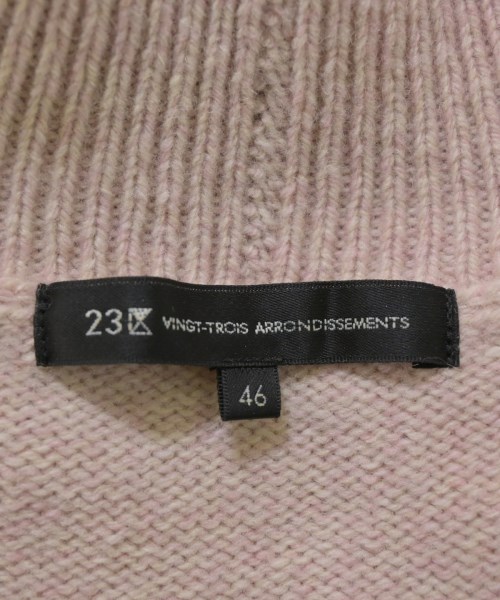 23区 VINGT-TROIS ARRONDISSEMENTS
46